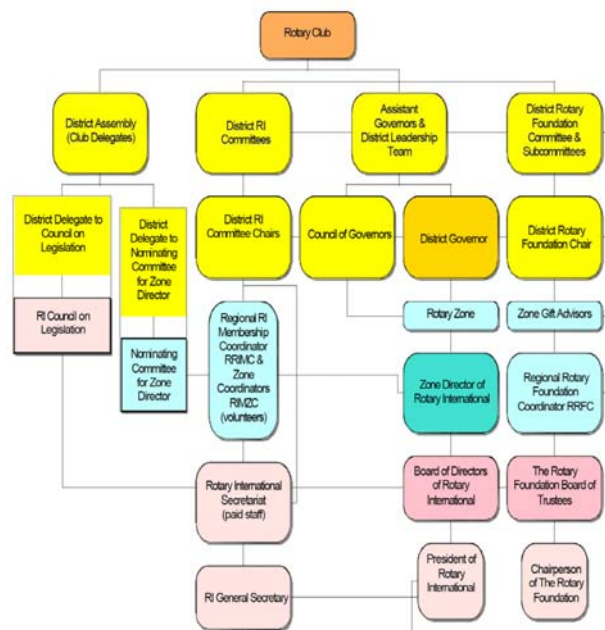 Rotary Club
District Assembly
(Club Delegates)
District RI
Committees
Assistant
Governors &
District Leadership
Team
District Rotary
Foundation
Committee &
Subcommittees
District Delegate to
Council on
Legislation
District
Delegate to
Nominating
Committee
for Zone
Director
District RI
Committee Chairs
Council of Governors
District Governor
District Rotary
Foundation Chair
RI Council on
Legislation
Nominating
Committee
for Zone
Director
Regional RI
Membership
Coordinator
RRIMC &
Zone
Coordinators
RIMZC
(volunteers)
Rotary Zone
Zone Gift Advisors
Zone Director of
Rotary International
Regional Rotary
Foundation
Coordinator RRFC
Rotary International
Secretariat
(paid staff)
Board of Directors
of Rotary
International
The Rotary
Foundation Board of
Trustees
RI General Secretary
President of
Rotary
International
Chairperson
of The Rotary
Foundation